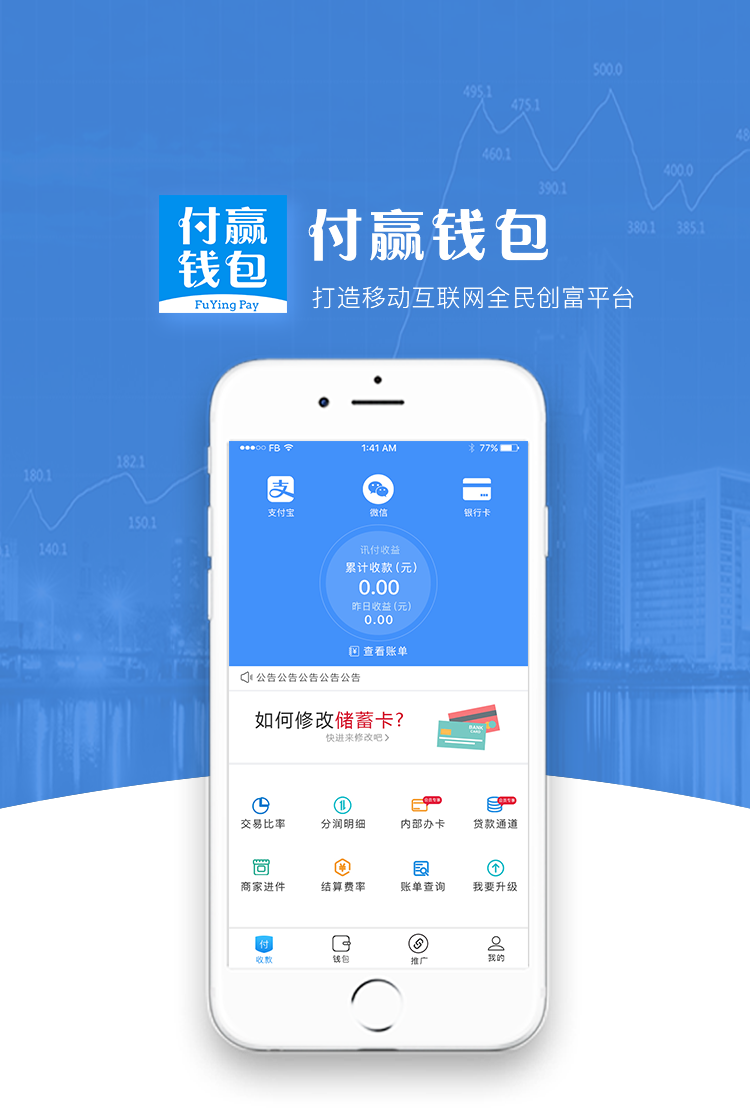 500.0
495.1
475.1
460.1
390.1
400.0
380.1
385.1
48
付赢
钱包
FuYing Pay
付赢钱包
打造移动互联网全民创富平台
180.1
182.1
150.1
140.1
.1
FB
1:41 AM
77%
支付宝
微信
银行卡
讯付收益
累计收款(元)
0.00
昨日收益(元)
0.00
查看账单
公告公告公告公告公告
如何修改储蓄卡?
快进来修改吧
BANK
CARD
交易比率
分润明细
内部办卡
贷款通道
商家进件
结算费率
账单查询
我要升级
付
收款
钱包
推广
我的